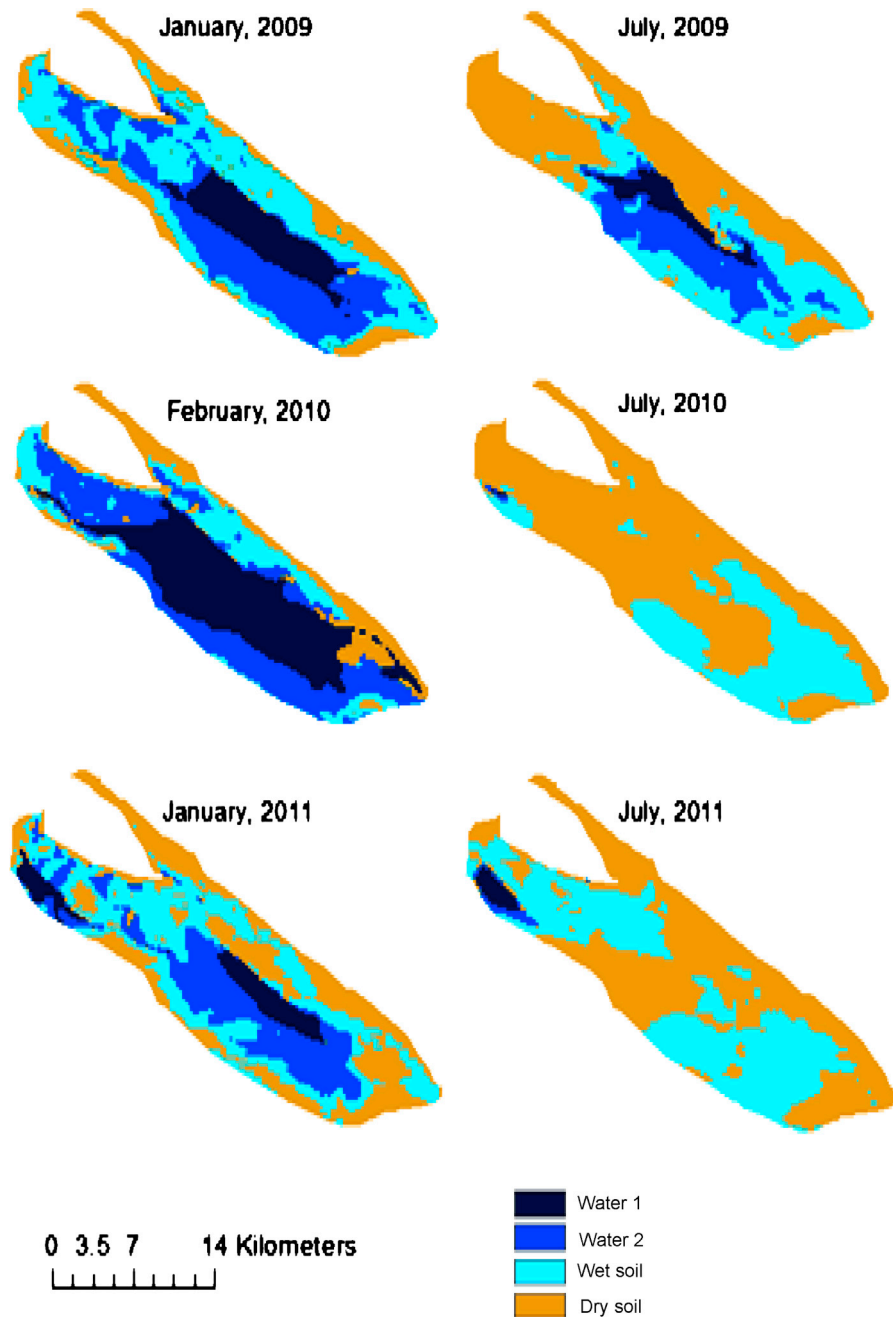 January, 2009
July, 2009
February, 2010
July, 2010
January, 2011
July, 2011
Water 1
Water 2
Wet soil
Dry soil
0 3.5 7 14 Kilometers